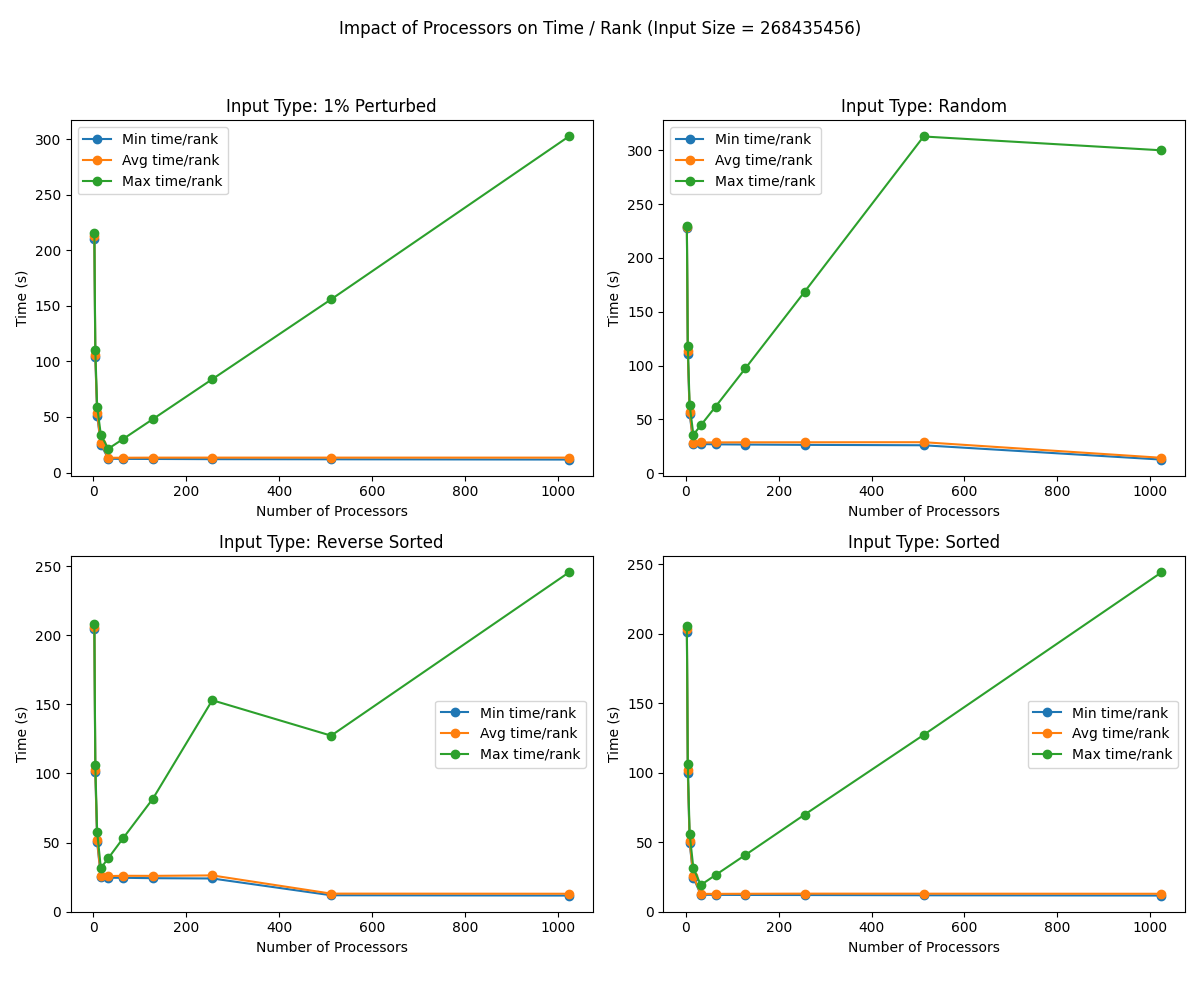 Impact of Processors on Time / Rank (Input Size = 268435456)
Input Type: 1% Perturbed
Min time/rank
Avg time/rank
Max time/rank
Time (s)
300
250
200
150
100
50
0
0 200 400 600 800 1000
Number of Processors
Input Type: Random
Min time/rank
Avg time/rank
Max time/rank
Time (s)
300
250
200
150
100
50
0
0 200 400 600 800 1000
Number of Processors
Input Type: Reverse Sorted
Min time/rank
Avg time/rank
Max time/rank
Time (s)
250
200
150
100
50
0
0 200 400 600 800 1000
Number of Processors
Input Type: Sorted
Min time/rank
Avg time/rank
Max time/rank
Time (s)
250
200
150
100
50
0
0 200 400 600 800 1000
Number of Processors